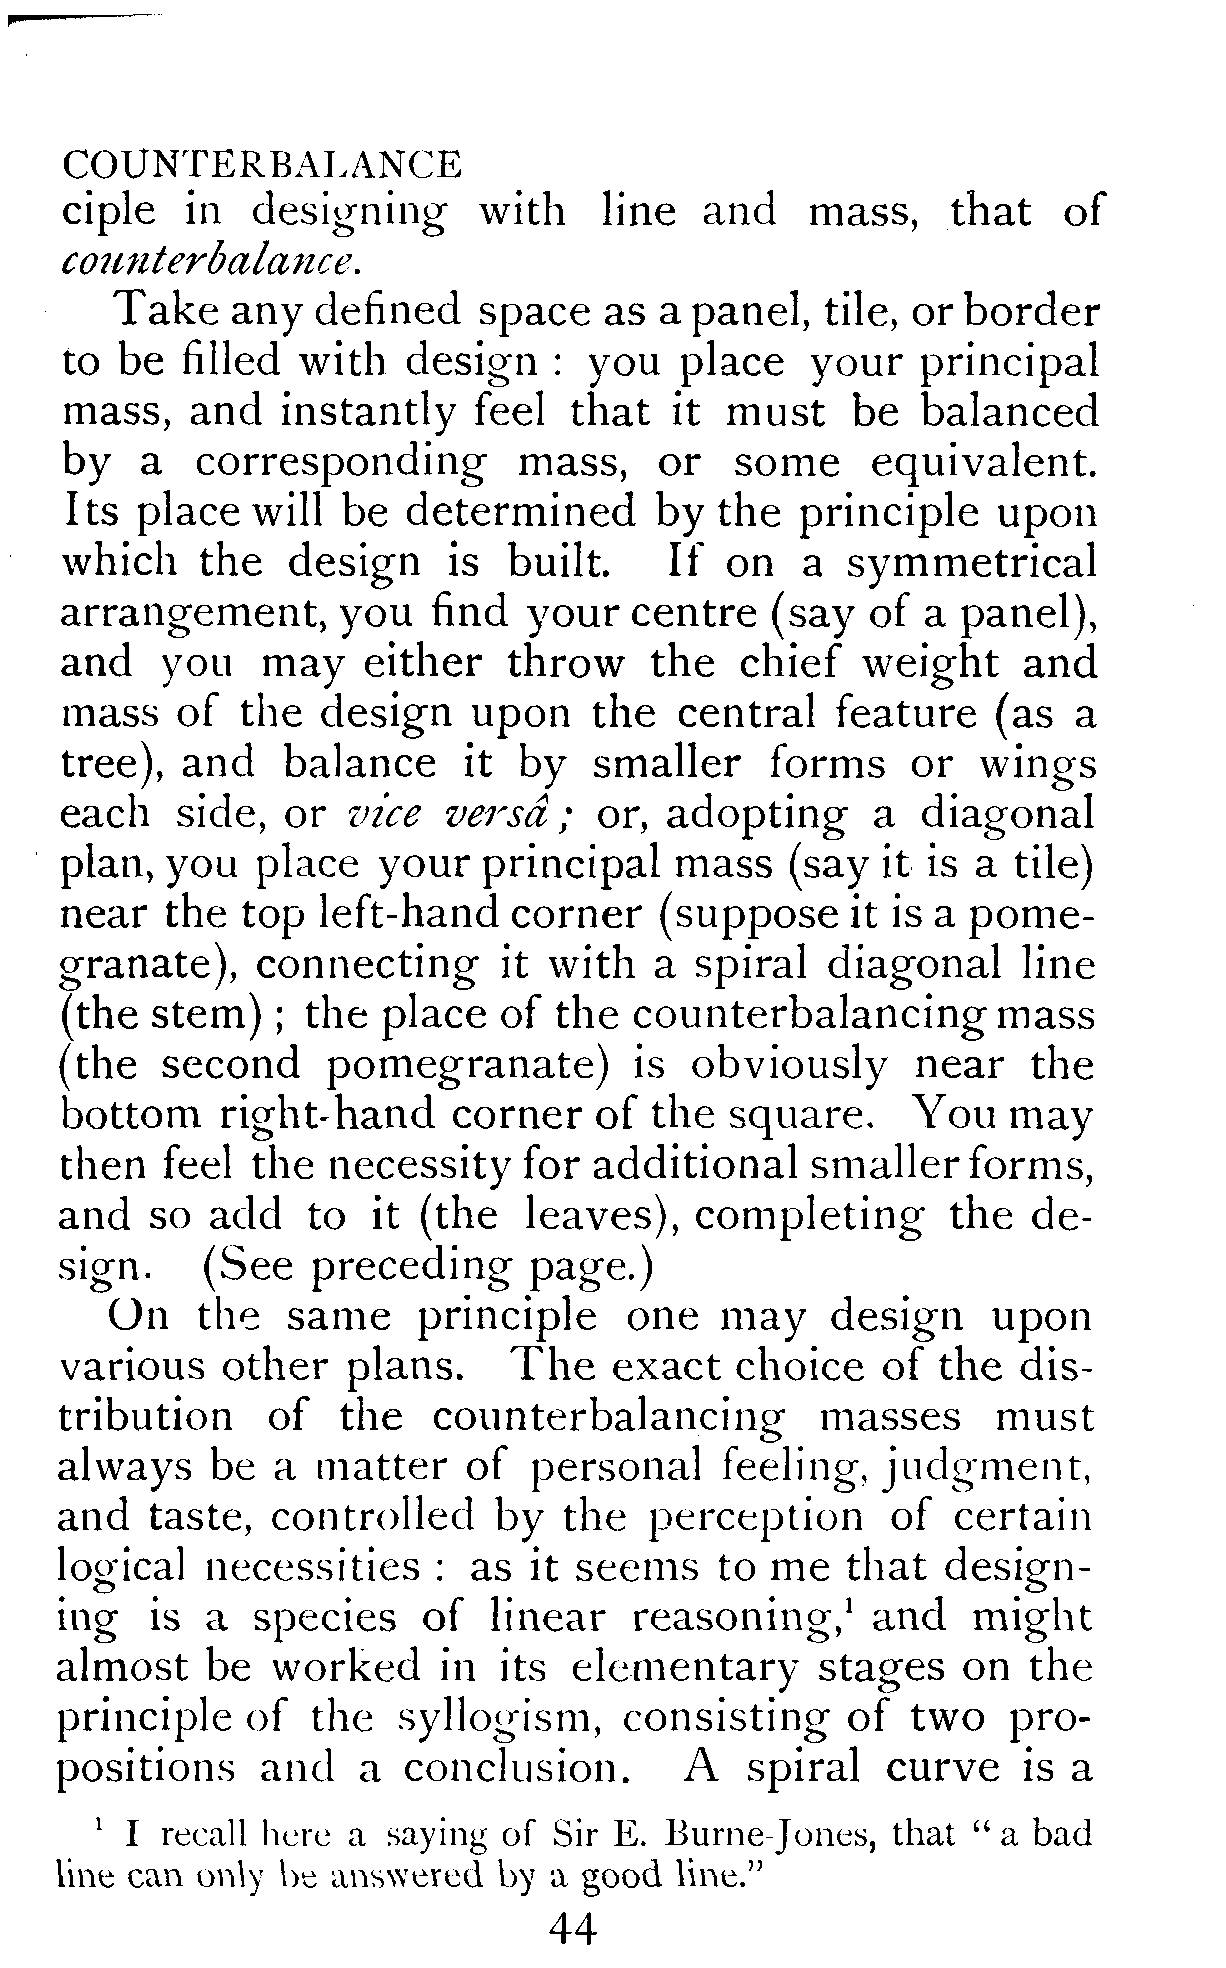 COUNTERBALANCE
ciple in designing with line and mass, that of
counterbalance.
Take any defined space as a panel, tile, or border
to be filled with design : you place your principal
mass, and instantly feel that it must be balanced
by a corresponding mass, or some equivalent.
Its place will be determined by the principle upon
which the design is built. If on a symmetrical
arrangement, you find your centre (say of a panel),
and you may either throw the chief weight and
mass of the design upon the central feature (as a
tree), and balance it by smaller forms or wings
each side, or vice versâ ; or, adopting a diagonal
plan, you place your principal mass (say it is a tile)
near the top left-hand corner (suppose it is a pome-
granate), connecting it with a spiral diagonal line
(the stem) ; the place of the counterbalancing mass
(the second pomegranate) is obviously near the
bottom right-hand corner of the square. You may
then feel the necessity for additional smaller forms,
and so add to it (the leaves), completing the de-
sign. (See preceding page.)
On the same principle one may design upon
various other plans. The exact choice of the dis-
tribution of the counterbalancing masses must
always be a matter of personal feeling, judgment,
and taste, controlled by the perception of certain
logical necessities : as it seems to me that design-
ing is a species of linear reasoning,¹ and might
almost be worked in its elementary stages on the
principle of the syllogism, consisting of two pro-
positions and a conclusion. A spiral curve is a
¹ I recall here a saying of Sir E. Burne-Jones, that “ a bad
line can only be answered by a good line.”
44